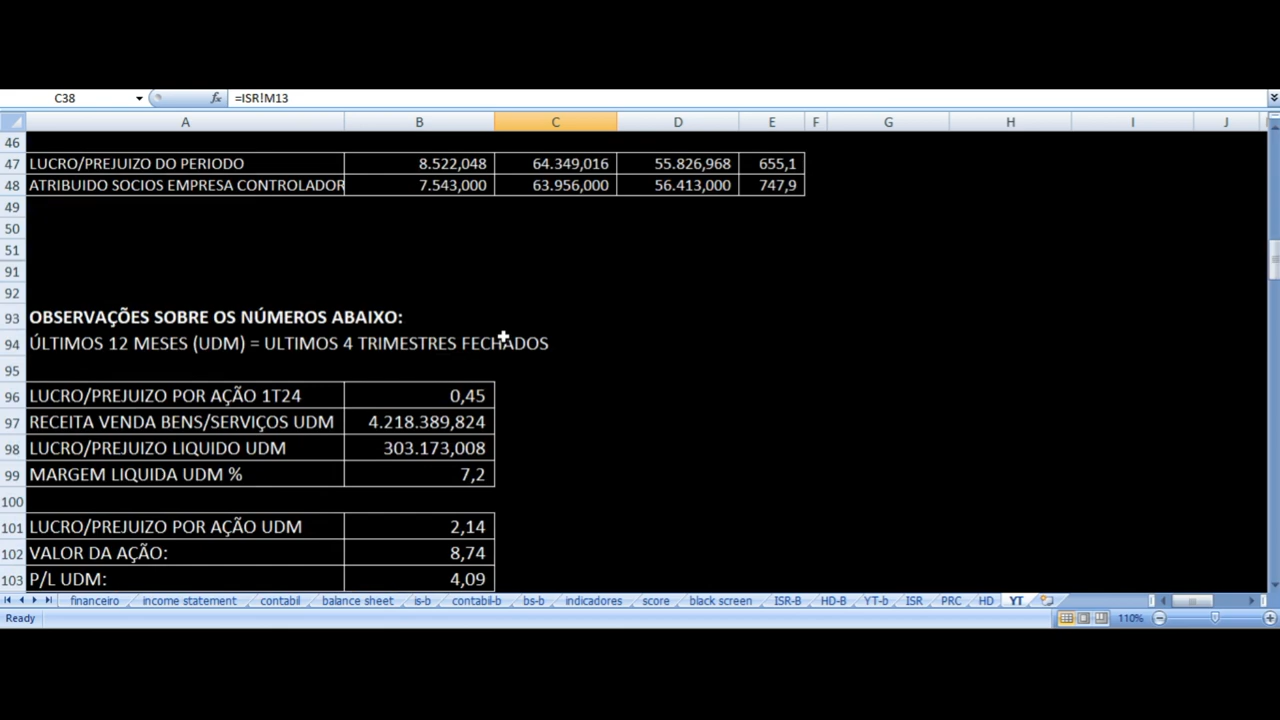 C38 fx =ISR!M13
A B C D E F G H I J
46
47 LUCRO/PREJUIZO DO PERIODO 8.522,048 64.349,016 55.826,968 655,1
48 ATRIBUIDO SOCIOS EMPRESA CONTROLADOR 7.543,000 63.956,000 56.413,000 747,9
49
50
51
91
92
93 OBSERVAÇÕES SOBRE OS NÚMEROS ABAIXO:
94 ÚLTIMOS 12 MESES (UDM) = ULTIMOS 4 TRIMESTRES FECHADOS
95
96 LUCRO/PREJUIZO POR AÇÃO 1T24 0,45
97 RECEITA VENDA BENS/SERVIÇOS UDM 4.218.389,824
98 LUCRO/PREJUIZO LIQUIDO UDM 303.173,008
99 MARGEM LIQUIDA UDM % 7,2
100
101 LUCRO/PREJUIZO POR AÇÃO UDM 2,14
102 VALOR DA AÇÃO: 8,74
103 P/L UDM: 4,09
financeiro income statement contabil balance sheet is-b contabil-b bs-b indicadores score black screen ISR-B HD-B YT-b ISR PRC HD YT
Ready 110%